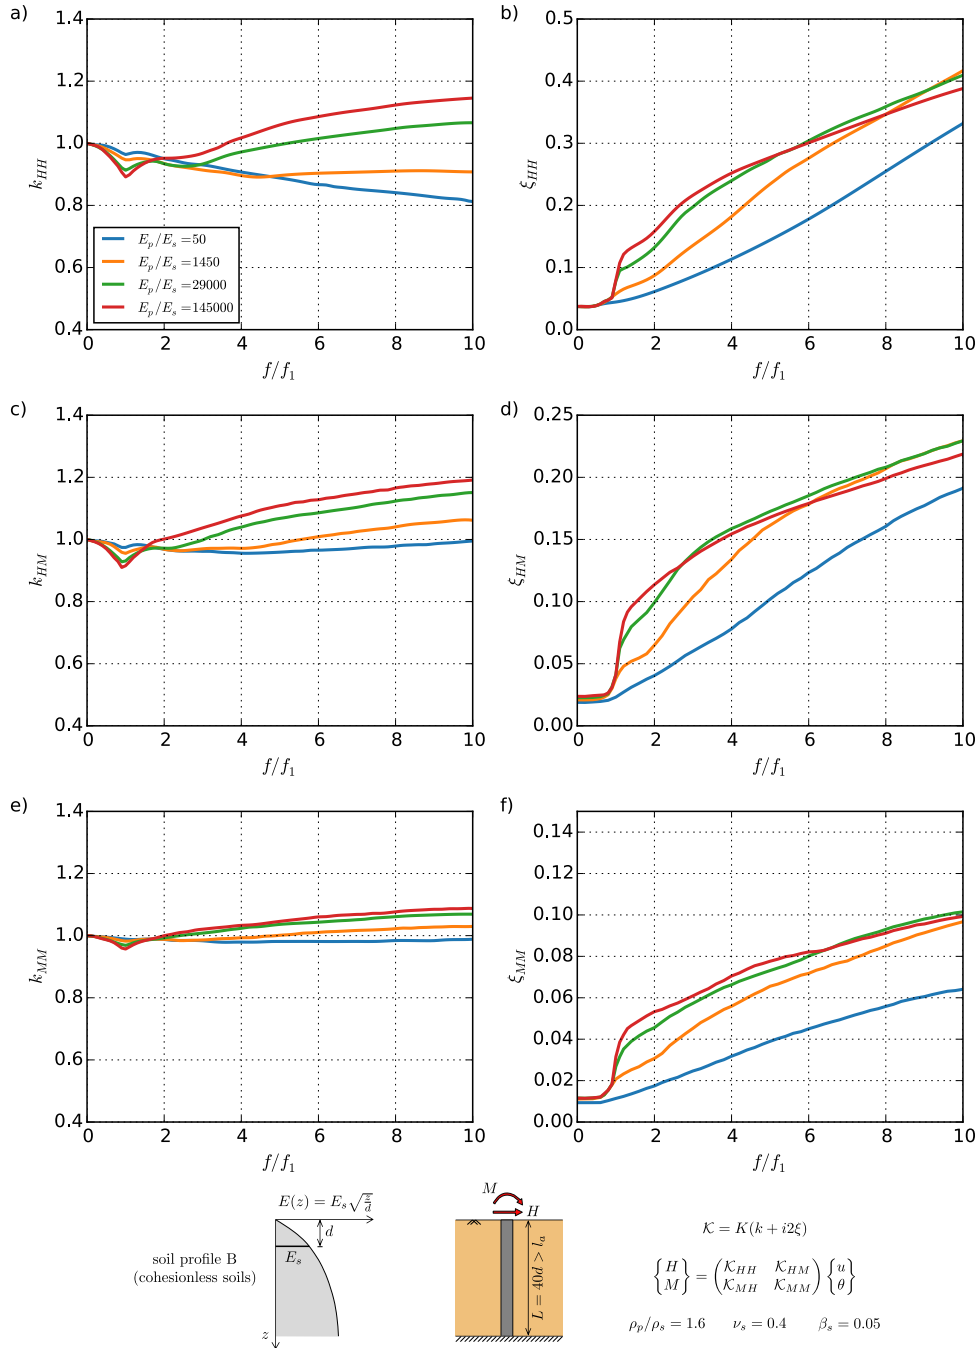 a)
1.4
1.2
1.0
0.8
0.6
0.4
k_HH
E_p/E_s = 50
E_p/E_s = 1450
E_p/E_s = 29000
E_p/E_s = 145000
0 2 4 6 8 10
f/f_1
b)
0.5
0.4
0.3
0.2
0.1
0.0
ξ_HH
0 2 4 6 8 10
f/f_1
c)
1.4
1.2
1.0
0.8
0.6
0.4
k_HM
0 2 4 6 8 10
f/f_1
d)
0.25
0.20
0.15
0.10
0.05
0.00
ξ_HM
0 2 4 6 8 10
f/f_1
e)
1.4
1.2
1.0
0.8
0.6
0.4
k_MM
0 2 4 6 8 10
f/f_1
f)
0.14
0.12
0.10
0.08
0.06
0.04
0.02
0.00
ξ_MM
0 2 4 6 8 10
f/f_1
soil profile B
(cohesionless soils)
E(z) = E_s √(z/d)
d
E_s
z
M
H
L = 40d > l_a
𝒦 = K(k + i2ξ)
{H M} = (𝒦_HH 𝒦_HM 𝒦_MH 𝒦_MM) {u θ}
ρ_p/ρ_s = 1.6 ν_s = 0.4 β_s = 0.05